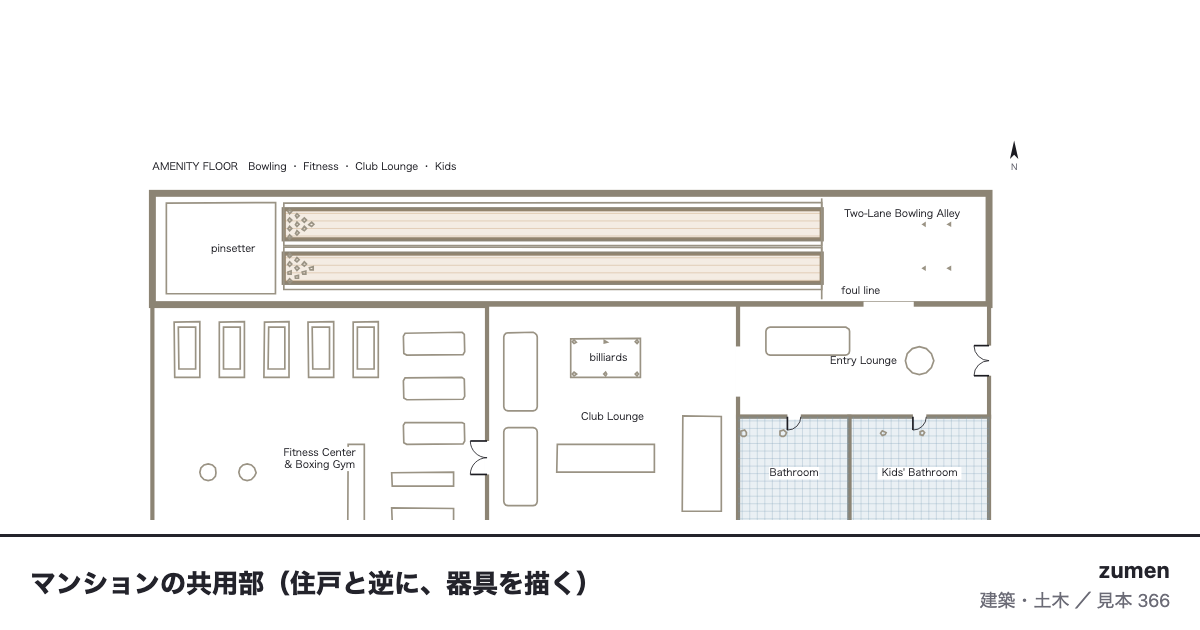 AMENITY FLOOR Bowling ・ Fitness ・ Club Lounge ・ Kids
N
Two-Lane Bowling Alley
pinsetter
foul line
billiards
Entry Lounge
Club Lounge
Fitness Center
& Boxing Gym
Bathroom
Kids' Bathroom
マンションの共用部（住戸と逆に、器具を描く）
zumen
建築・土木 ／ 見本 366